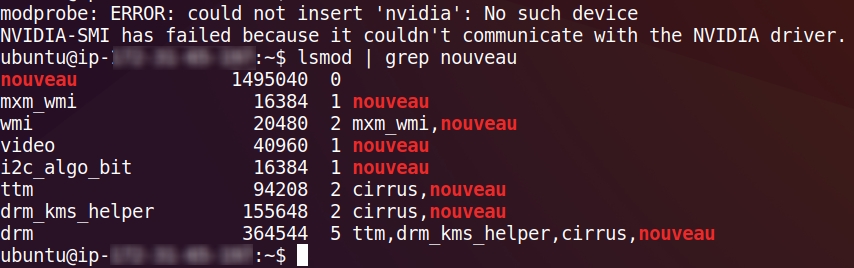 modprobe: ERROR: could not insert 'nvidia': No such device
NVIDIA-SMI has failed because it couldn't communicate with the NVIDIA driver.
ubuntu@ip- :~$ lsmod | grep nouveau
nouveau 1495040 0
mxm_wmi 16384 1 nouveau
wmi 20480 2 mxm_wmi,nouveau
video 40960 1 nouveau
i2c_algo_bit 16384 1 nouveau
ttm 94208 2 cirrus,nouveau
drm_kms_helper 155648 2 cirrus,nouveau
drm 364544 5 ttm,drm_kms_helper,cirrus,nouveau
ubuntu@ip- :~$